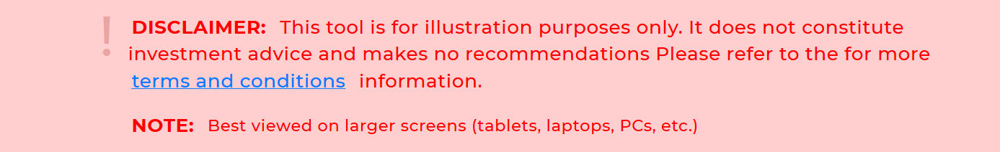 DISCLAIMER: This tool is for illustration purposes only. It does not constitute
investment advice and makes no recommendations Please refer to the for more
terms and conditions information.
NOTE: Best viewed on larger screens (tablets, laptops, PCs, etc.)